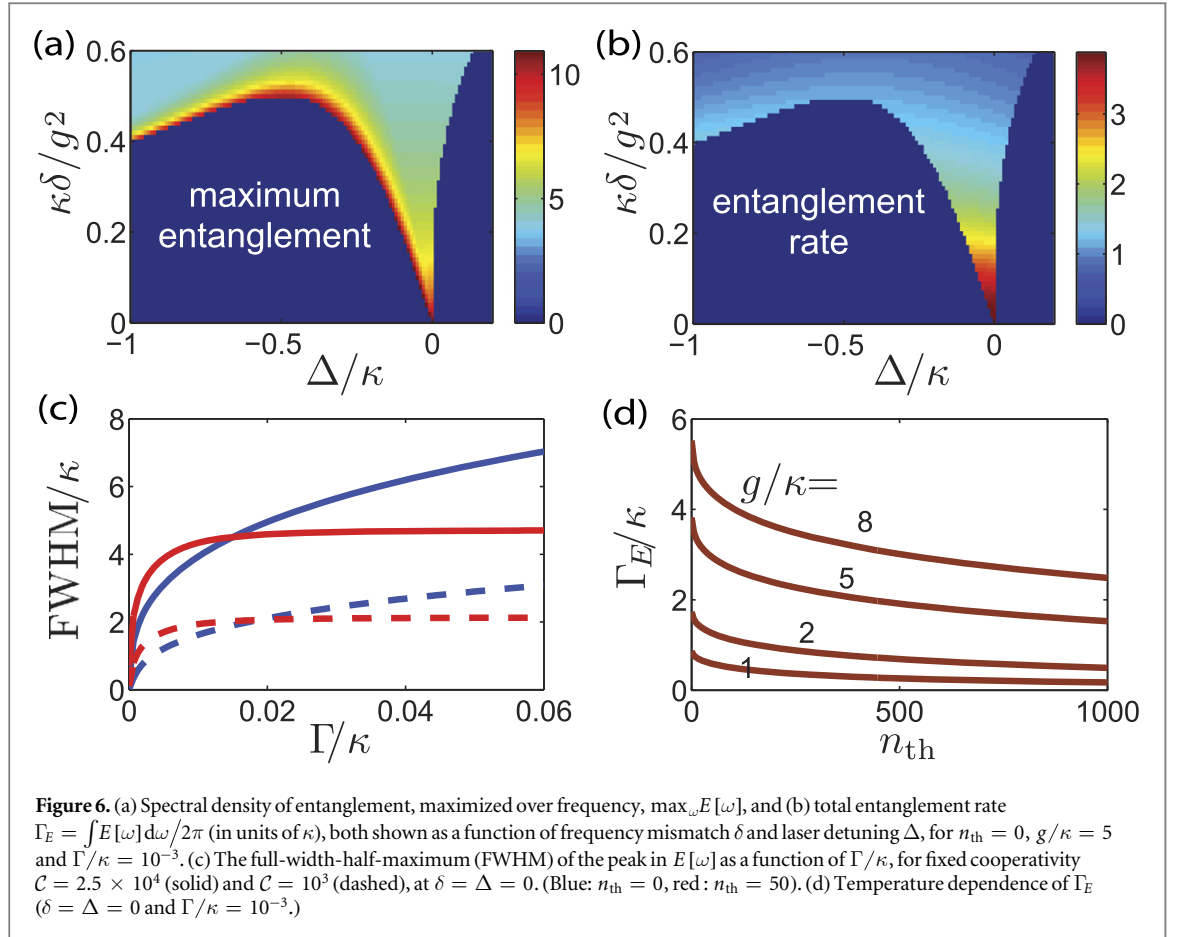 (a)
0.6
0.4
0.2
0
κδ/g²
maximum
entanglement
10
5
0
−1
−0.5
0
Δ/κ
(b)
0.6
0.4
0.2
0
κδ/g²
entanglement
rate
3
2
1
0
−1
−0.5
0
Δ/κ
(c)
8
6
4
2
0
FWHM/κ
0
0.02
0.04
0.06
Γ/κ
(d)
6
4
2
0
Γ_E/κ
g/κ=
8
5
2
1
0
500
1000
n_th
Figure 6. (a) Spectral density of entanglement, maximized over frequency, max_ωE[ω], and (b) total entanglement rate
Γ_E = ∫E[ω]dω/2π (in units of κ), both shown as a function of frequency mismatch δ and laser detuning Δ, for n_th = 0, g/κ = 5
and Γ/κ = 10⁻³. (c) The full-width-half-maximum (FWHM) of the peak in E[ω] as a function of Γ/κ, for fixed cooperativity
𝒞 = 2.5 × 10⁴ (solid) and 𝒞 = 10³ (dashed), at δ = Δ = 0. (Blue: n_th = 0, red: n_th = 50). (d) Temperature dependence of Γ_E
(δ = Δ = 0 and Γ/κ = 10⁻³.)